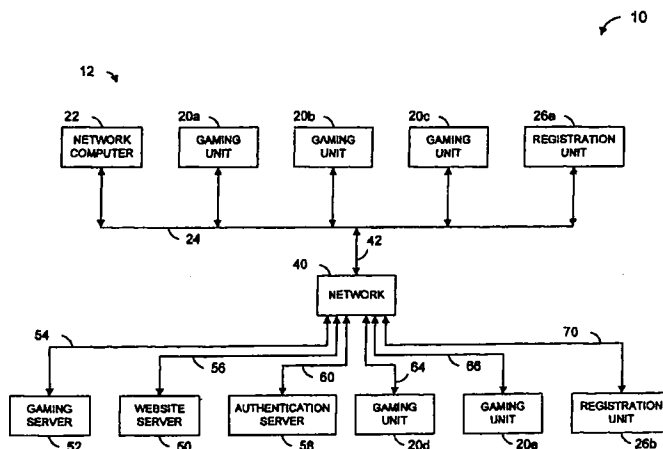 10
12
22
20a
20b
20c
26a
NETWORK
COMPUTER
GAMING
UNIT
GAMING
UNIT
GAMING
UNIT
REGISTRATION
UNIT
24
42
40
NETWORK
54
56
60
64
66
70
GAMING
SERVER
WEBSITE
SERVER
AUTHENTICATION
SERVER
GAMING
UNIT
GAMING
UNIT
REGISTRATION
UNIT
52
50
58
20d
20e
26b